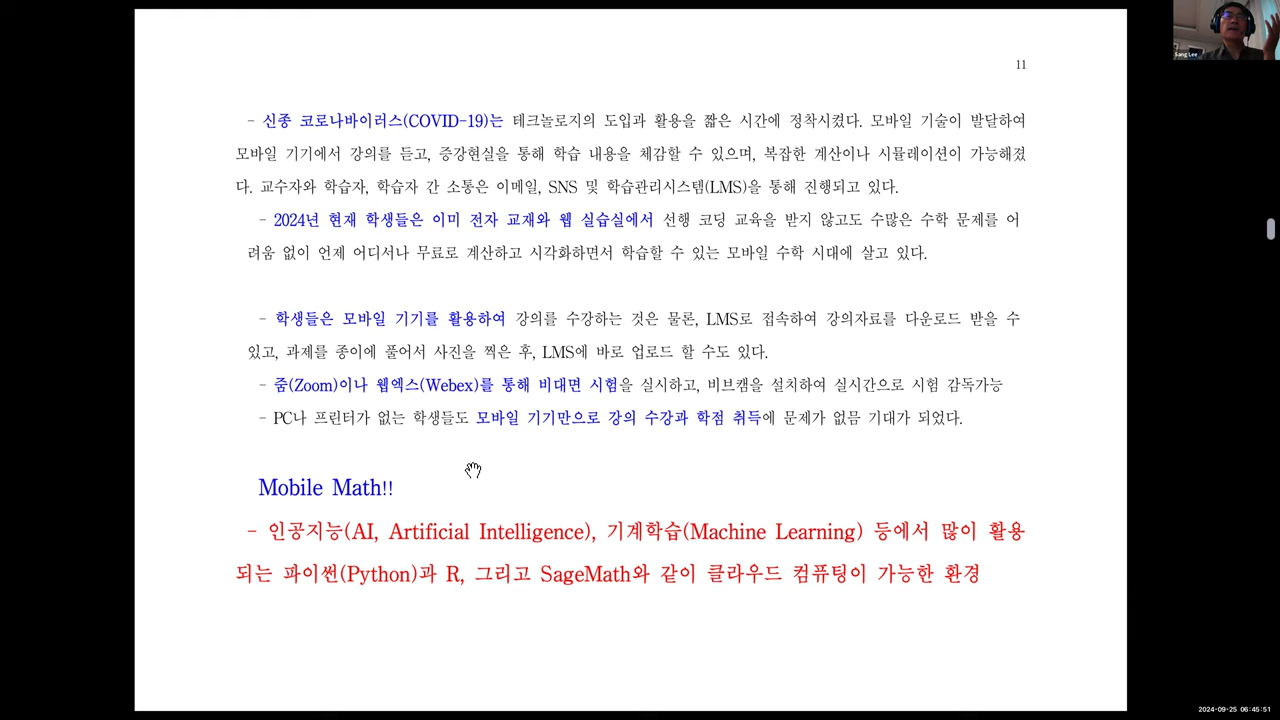 Sang Lee
11
- 신종 코로나바이러스(COVID-19)는 테크놀로지의 도입과 활용을 짧은 시간에 정착시켰다. 모바일 기술이 발달하여
모바일 기기에서 강의를 듣고, 증강현실을 통해 학습 내용을 체감할 수 있으며, 복잡한 계산이나 시뮬레이션이 가능해졌
다. 교수자와 학습자, 학습자 간 소통은 이메일, SNS 및 학습관리시스템(LMS)을 통해 진행되고 있다.
- 2024년 현재 학생들은 이미 전자 교재와 웹 실습실에서 선행 코딩 교육을 받지 않고도 수많은 수학 문제를 어
려움 없이 언제 어디서나 무료로 계산하고 시각화하면서 학습할 수 있는 모바일 수학 시대에 살고 있다.
- 학생들은 모바일 기기를 활용하여 강의를 수강하는 것은 물론, LMS로 접속하여 강의자료를 다운로드 받을 수
있고, 과제를 종이에 풀어서 사진을 찍은 후, LMS에 바로 업로드 할 수도 있다.
- 줌(Zoom)이나 웹엑스(Webex)를 통해 비대면 시험을 실시하고, 비브캠을 설치하여 실시간으로 시험 감독가능
- PC나 프린터가 없는 학생들도 모바일 기기만으로 강의 수강과 학점 취득에 문제가 없믐 기대가 되었다.
Mobile Math!!
- 인공지능(AI, Artificial Intelligence), 기계학습(Machine Learning) 등에서 많이 활용
되는 파이썬(Python)과 R, 그리고 SageMath와 같이 클라우드 컴퓨팅이 가능한 환경
2024-09-25 06:45:51